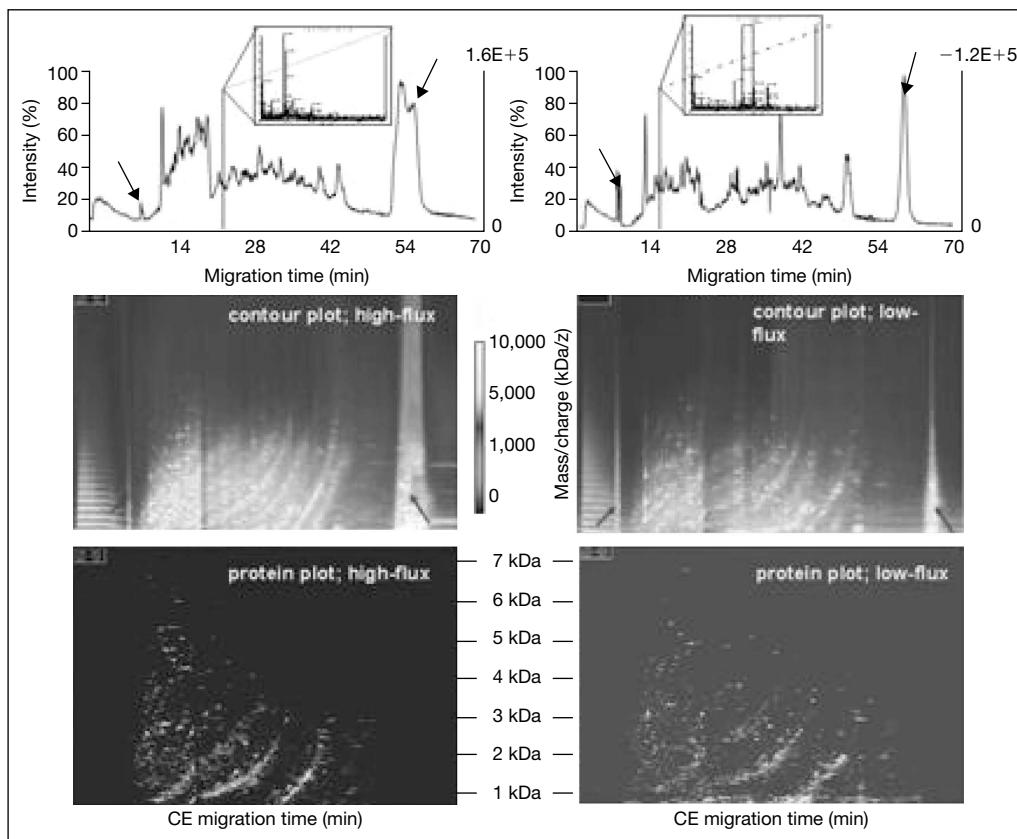 1.6E+5
−1.2E+5
100
80
60
40
20
0
Intensity (%)
0
14 28 42 54 70
Migration time (min)
100
80
60
40
20
0
Intensity (%)
0
14 28 42 54 70
Migration time (min)
contour plot; high-flux
10,000
5,000
1,000
0
Mass/charge (kDa/z)
contour plot; low-
flux
protein plot; high-flux
7 kDa
6 kDa
5 kDa
4 kDa
3 kDa
2 kDa
1 kDa
protein plot; low-flux
CE migration time (min)
CE migration time (min)